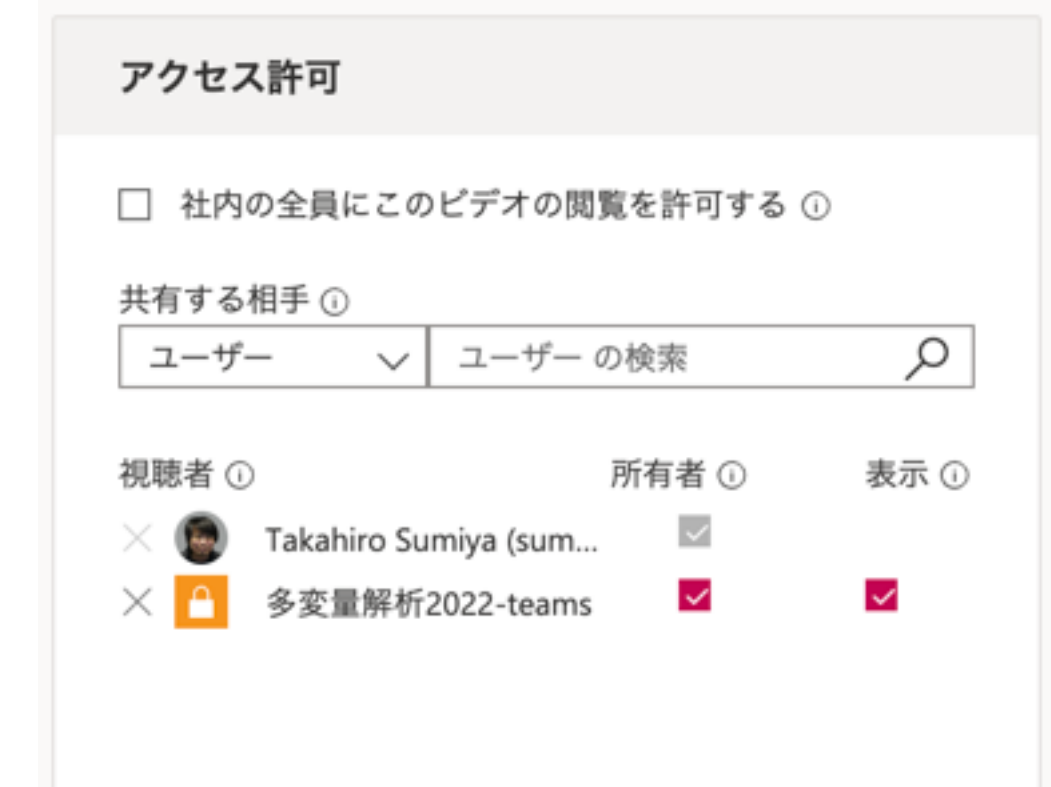 アクセス許可
社内の全員にこのビデオの閲覧を許可する
共有する相手
ユーザー ユーザー の検索
視聴者 所有者 表示
Takahiro Sumiya (sum...
多変量解析2022-teams